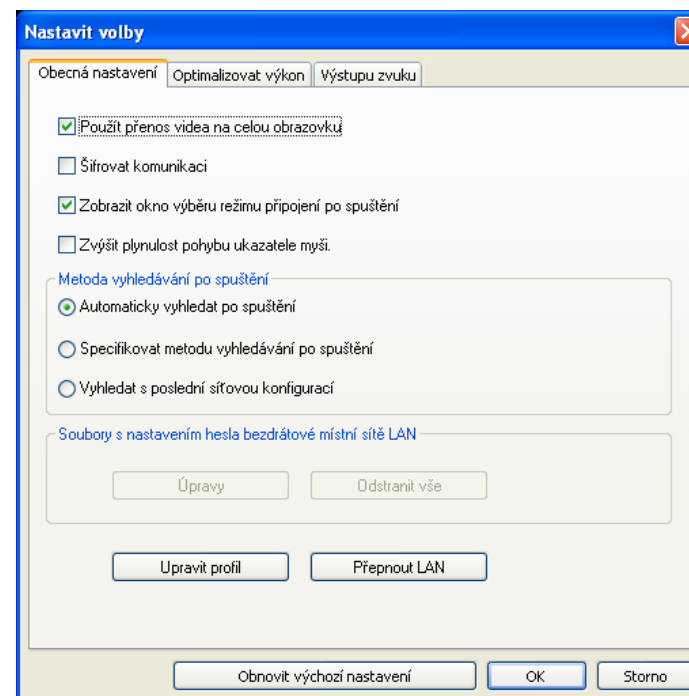 Nastavit volby
Obecná nastavení Optimalizovat výkon Výstupu zvuku
Použít přenos videa na celou obrazovku
Šifrovat komunikaci
Zobrazit okno výběru režimu připojení po spuštění
Zvýšit plynulost pohybu ukazatele myši.
Metoda vyhledávání po spuštění
Automaticky vyhledat po spuštění
Specifikovat metodu vyhledávání po spuštění
Vyhledat s poslední síťovou konfigurací
Soubory s nastavením hesla bezdrátové místní sítě LAN
Úpravy Odstranit vše
Upravit profil Přepnout LAN
Obnovit výchozí nastavení OK Storno